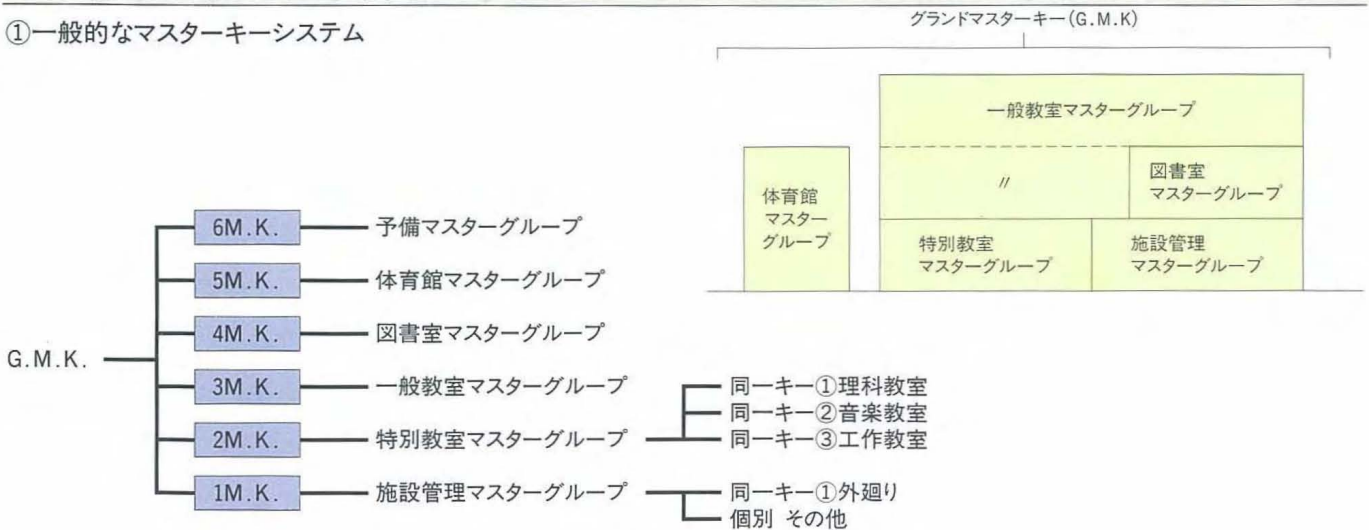 ①一般的なマスターキーシステム
グランドマスターキー(G.M.K)
一般教室マスターグループ
〃
図書室
マスターグループ
体育館
マスター
グループ
特別教室
マスターグループ
施設管理
マスターグループ
G.M.K.
6M.K. 予備マスターグループ
5M.K. 体育館マスターグループ
4M.K. 図書室マスターグループ
3M.K. 一般教室マスターグループ
2M.K. 特別教室マスターグループ
同一キー①理科教室
同一キー②音楽教室
同一キー③工作教室
1M.K. 施設管理マスターグループ
同一キー①外廻り
個別 その他